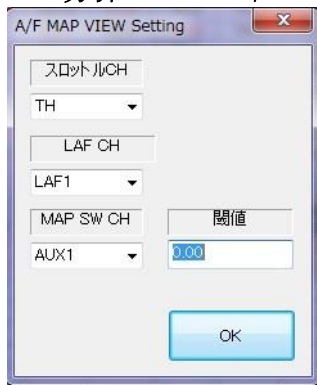 A/F MAP VIEW Setting
スロットルCH
TH
LAF CH
LAF1
MAP SW CH
閾値
AUX1
0.00
OK